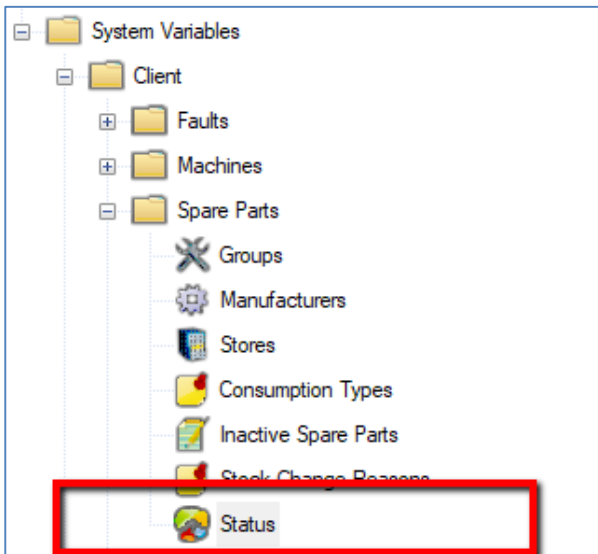 System Variables
Client
Faults
Machines
Spare Parts
Groups
Manufacturers
Stores
Consumption Types
Inactive Spare Parts
Stock Change Reasons
Status